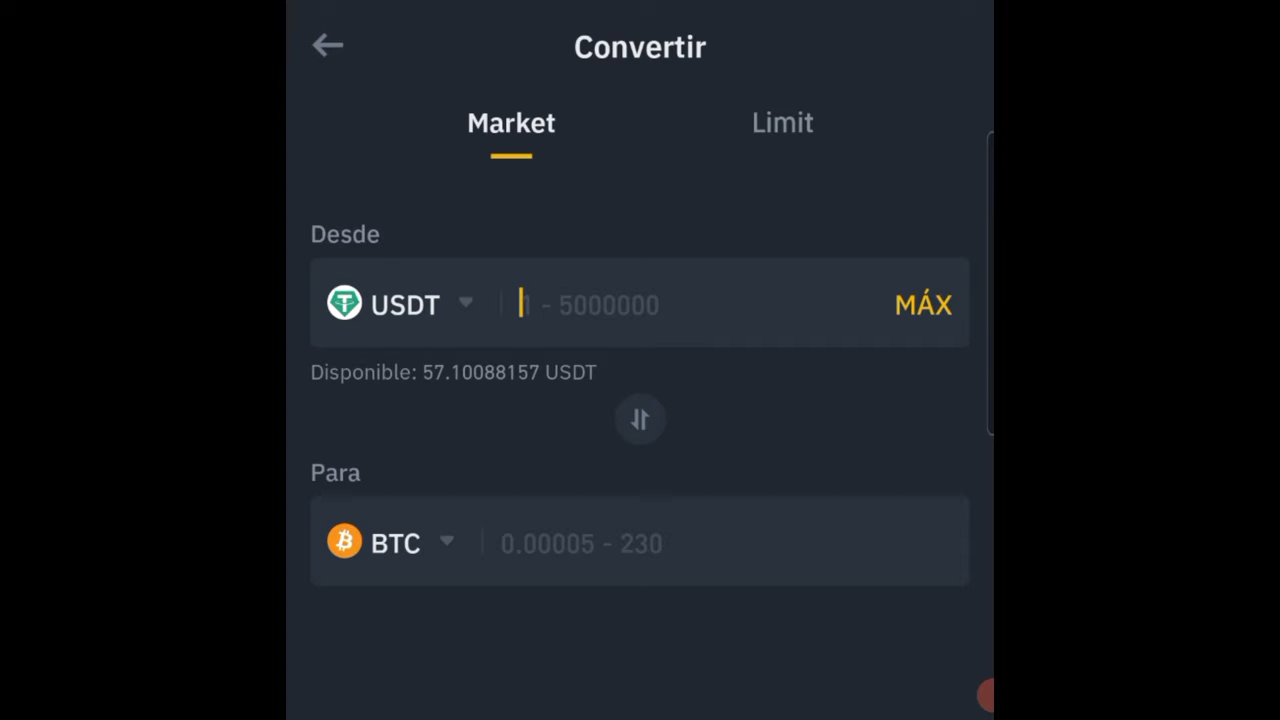 Convertir
Market Limit
Desde
USDT 1 - 5000000 MÁX
Disponible: 57.10088157 USDT
Para
BTC 0.00005 - 230